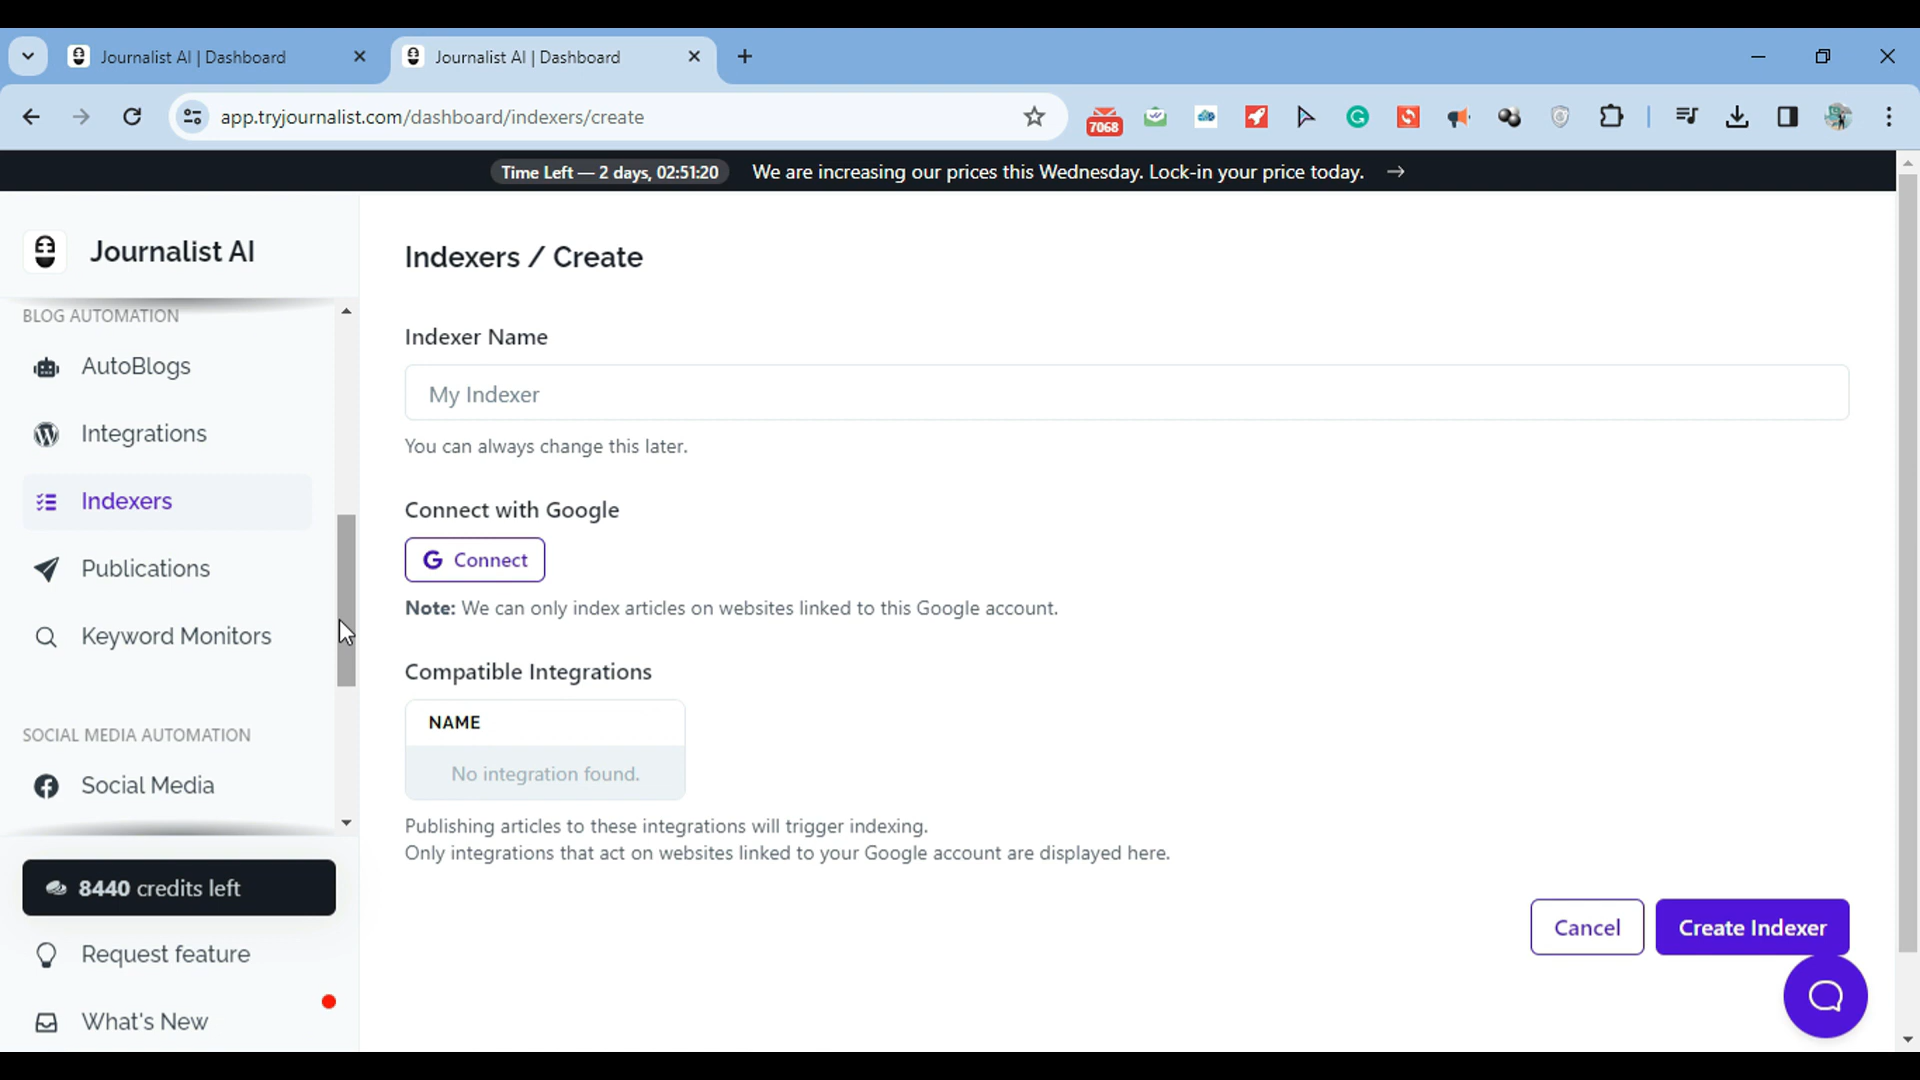 Journalist AI | Dashboard
Journalist AI | Dashboard
app.tryjournalist.com/dashboard/indexers/create
7068
Time Left — 2 days, 02:51:20 We are increasing our prices this Wednesday. Lock-in your price today. →
Journalist AI
BLOG AUTOMATION
AutoBlogs
Integrations
Indexers
Publications
Keyword Monitors
SOCIAL MEDIA AUTOMATION
Social Media
8440 credits left
Request feature
What's New
Indexers / Create
Indexer Name
My Indexer
You can always change this later.
Connect with Google
G Connect
Note: We can only index articles on websites linked to this Google account.
Compatible Integrations
NAME
No integration found.
Publishing articles to these integrations will trigger indexing.
Only integrations that act on websites linked to your Google account are displayed here.
Cancel
Create Indexer